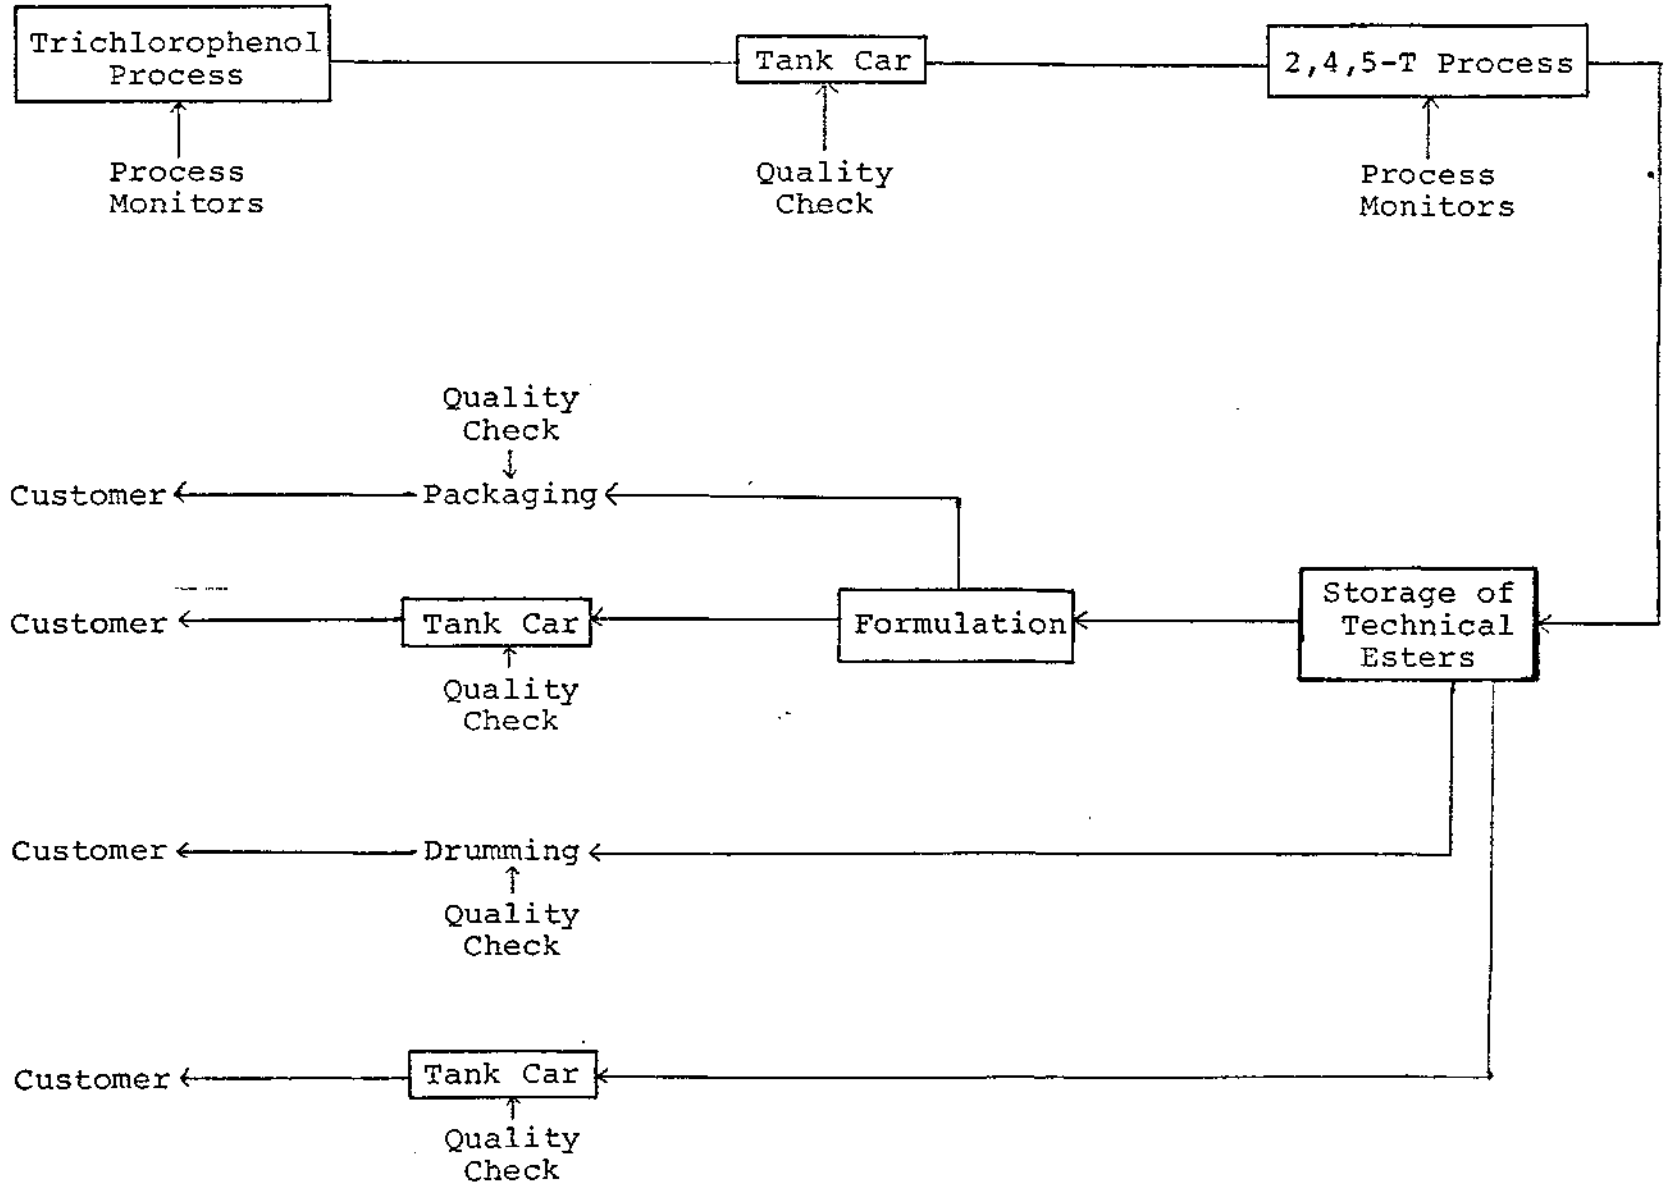 Trichlorophenol
Process
Tank Car
2,4,5-T Process
Process
Monitors
Quality
Check
Process
Monitors
Quality
Check
Customer
Packaging
Customer
Tank Car
Formulation
Storage of
Technical
Esters
Quality
Check
Customer
Drumming
Quality
Check
Customer
Tank Car
Quality
Check